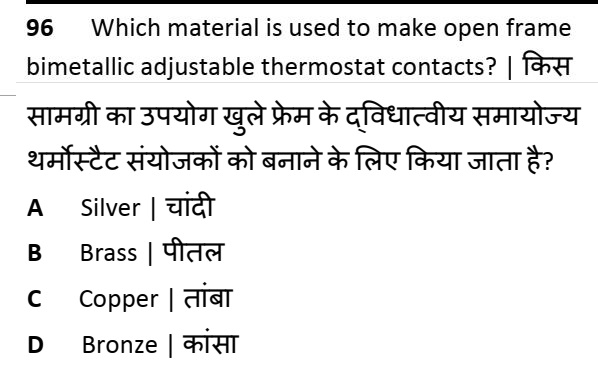 96 Which material is used to make open frame
bimetallic adjustable thermostat contacts? | किस
सामग्री का उपयोग खुले फ्रेम के द्विधात्वीय समायोज्य
थर्मोस्टैट संयोजकों को बनाने के लिए किया जाता है?
A Silver | चांदी
B Brass | पीतल
C Copper | तांबा
D Bronze | कांसा